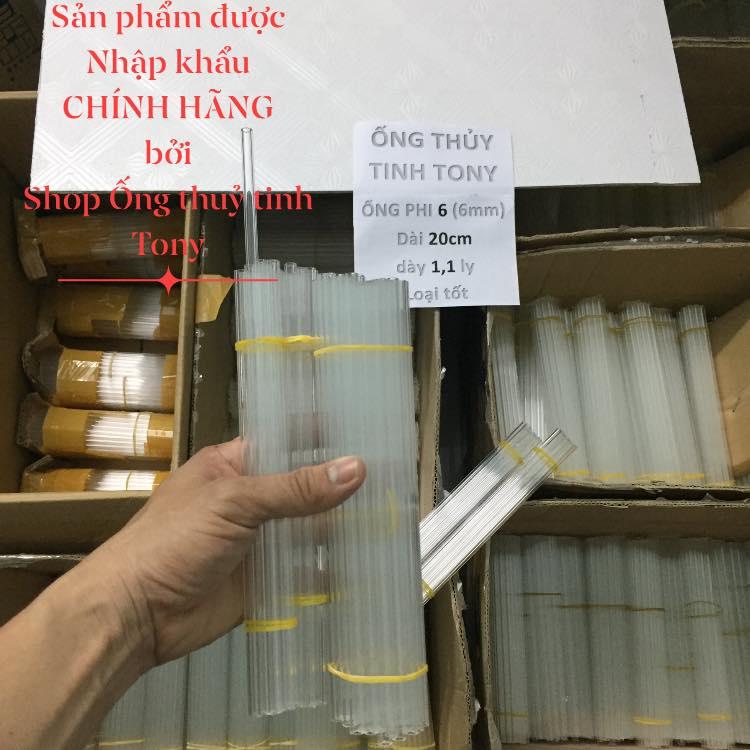 Sản phẩm được
Nhập khẩu
CHÍNH HÃNG
bởi
Shop Ống thuỷ tinh
Tony
ỐNG THỦY
TINH TONY
ỐNG PHI 6 (6mm)
Dài 20cm
dày 1,1 ly
Loại tốt